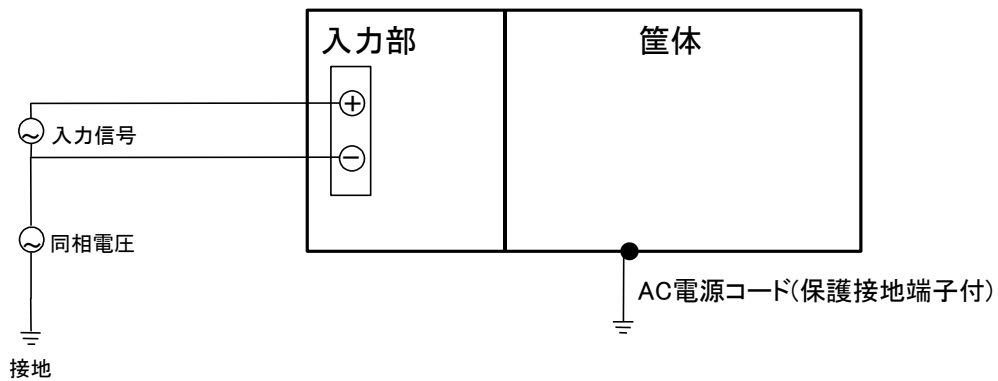 入力部
筐体
+
入力信号
−
同相電圧
AC電源コード(保護接地端子付)
接地